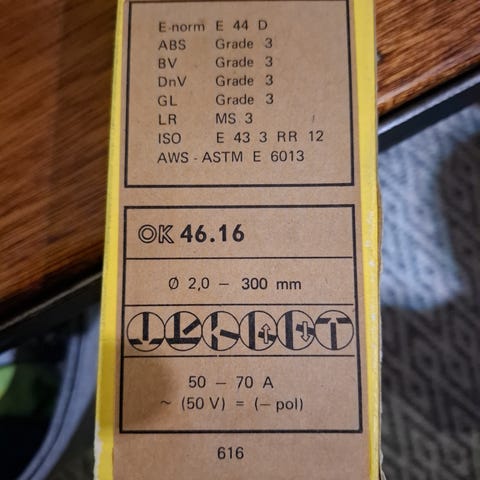 E-norm E 44 D
ABS Grade 3
BV Grade 3
DnV Grade 3
GL Grade 3
LR MS 3
ISO E 43 3 RR 12
AWS - ASTM E 6013
OK 46.16
Ø 2,0 – 300 mm
50 – 70 A
~ (50 V) = (– pol)
616